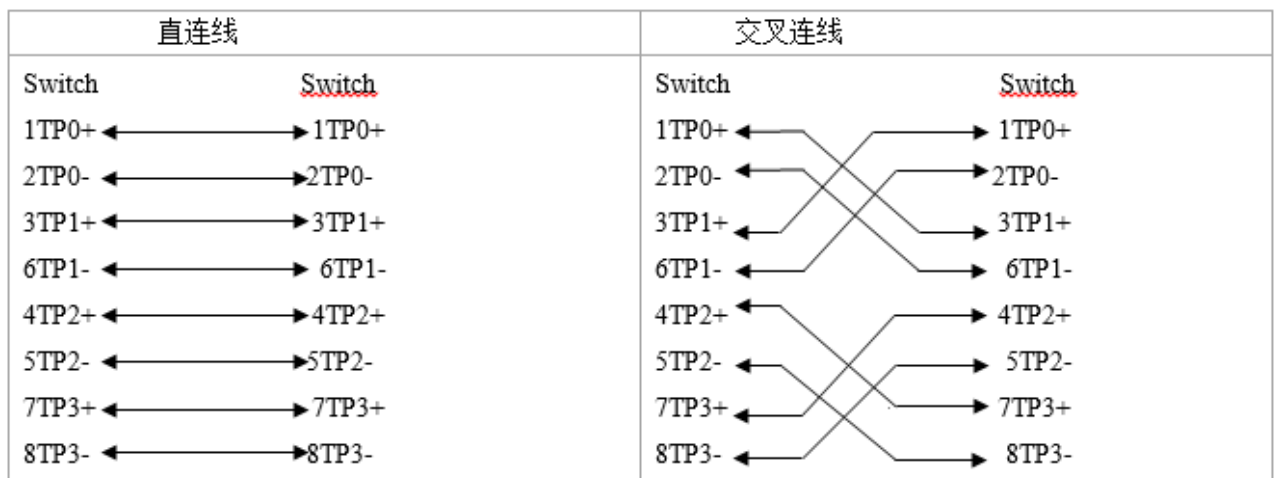 直连线 交叉连线
Switch Switch Switch Switch
1TP0+ 1TP0+ 1TP0+ 1TP0+
2TP0- 2TP0- 2TP0- 2TP0-
3TP1+ 3TP1+ 3TP1+ 3TP1+
6TP1- 6TP1- 6TP1- 6TP1-
4TP2+ 4TP2+ 4TP2+ 4TP2+
5TP2- 5TP2- 5TP2- 5TP2-
7TP3+ 7TP3+ 7TP3+ 7TP3+
8TP3- 8TP3- 8TP3- 8TP3-